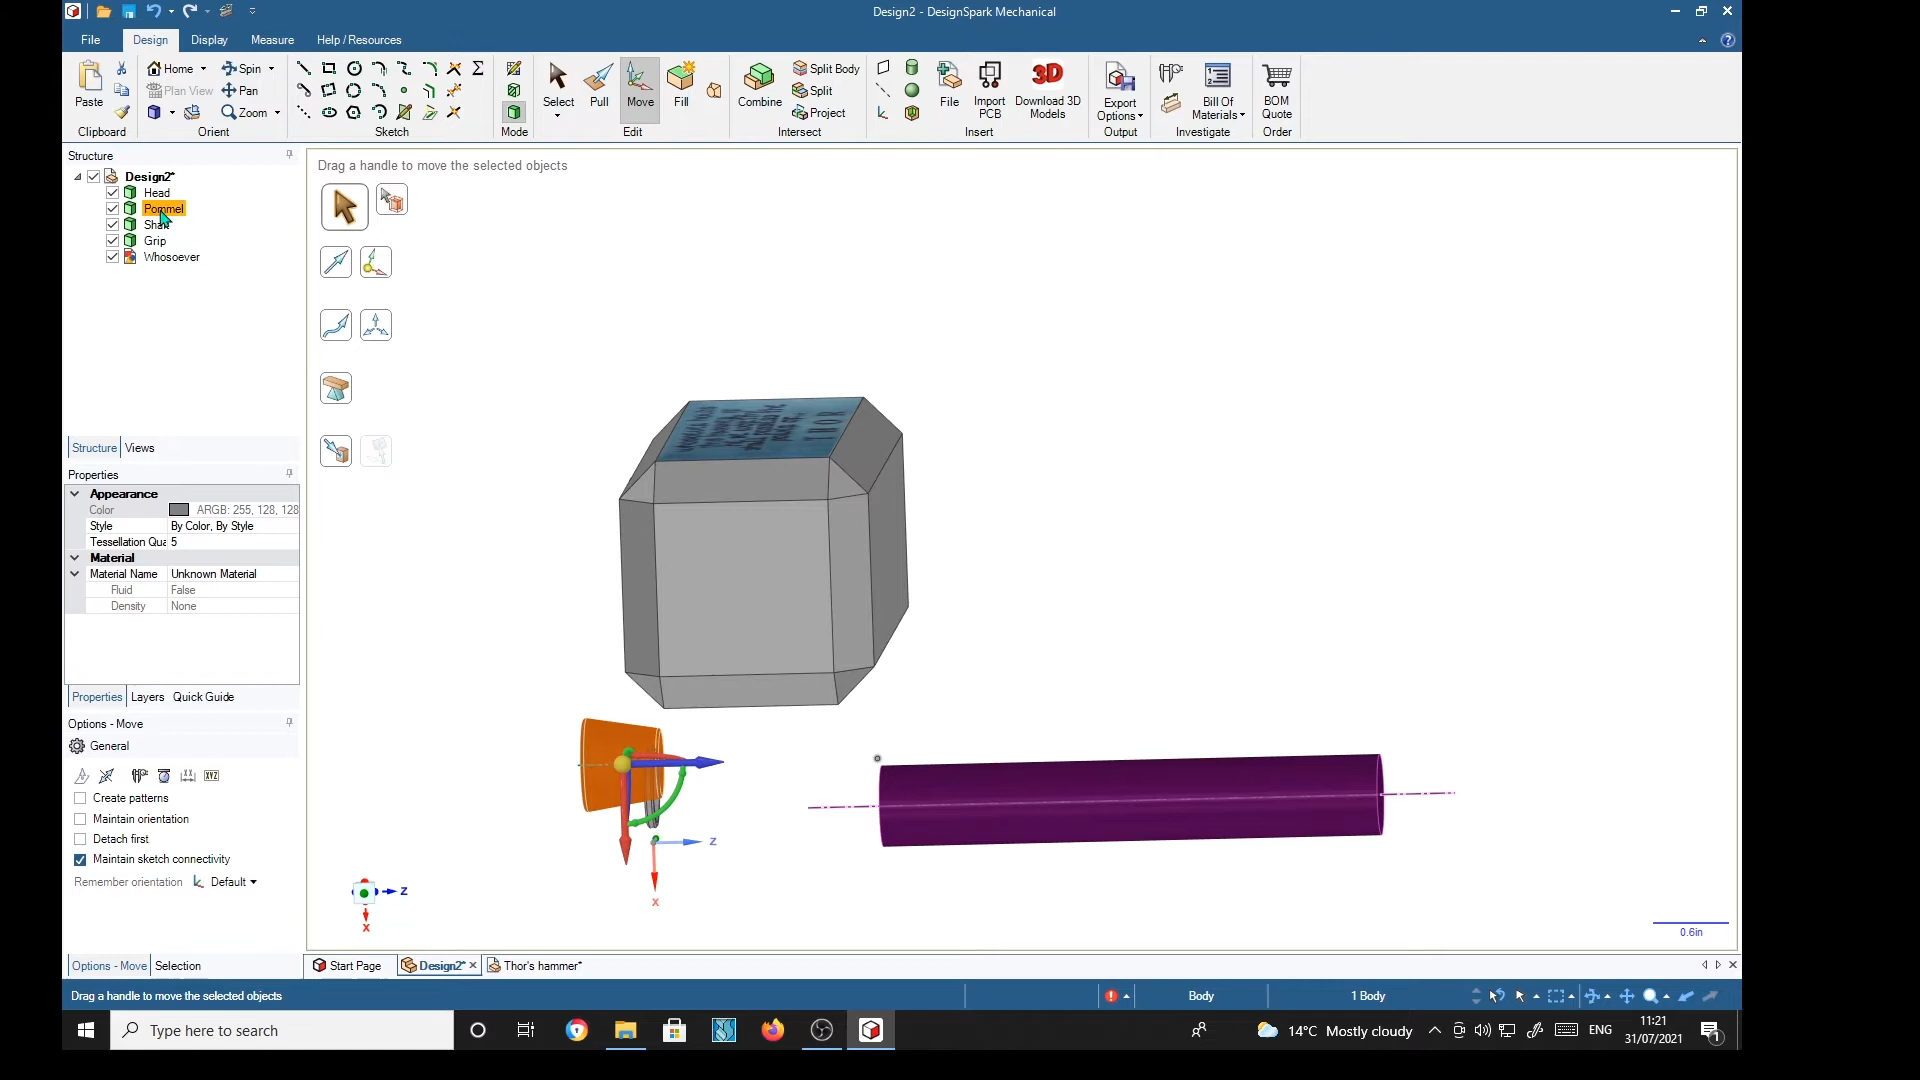 Design2 - DesignSpark Mechanical
File Design Display Measure Help / Resources
Paste
Clipboard
Home Spin
Plan View Pan
Zoom
Orient
Sketch
Mode
Select Pull Move Fill
Edit
Combine Split Body
Split
Project
Intersect
File Import PCB Download 3D Models
Insert
Export Options
Output
Bill Of Materials
Investigate
BOM Quote
Order
Structure
Design2*
Head
Pommel
Grip
Whosoever
Structure Views
Properties
Appearance
Color ARGB: 255, 128, 128
Style By Color, By Style
Tessellation Qua 5
Material
Material Name Unknown Material
Fluid False
Density None
Properties Layers Quick Guide
Options - Move
General
XYZ
Create patterns
Maintain orientation
Detach first
Maintain sketch connectivity
Remember orientation Default
Options - Move Selection
Drag a handle to move the selected objects
THOR
Z
X
Z
X
0.6in
Start Page Design2* Thor's hammer*
Drag a handle to move the selected objects Body 1 Body
Type here to search
14°C Mostly cloudy ENG
11:21
31/07/2021
1